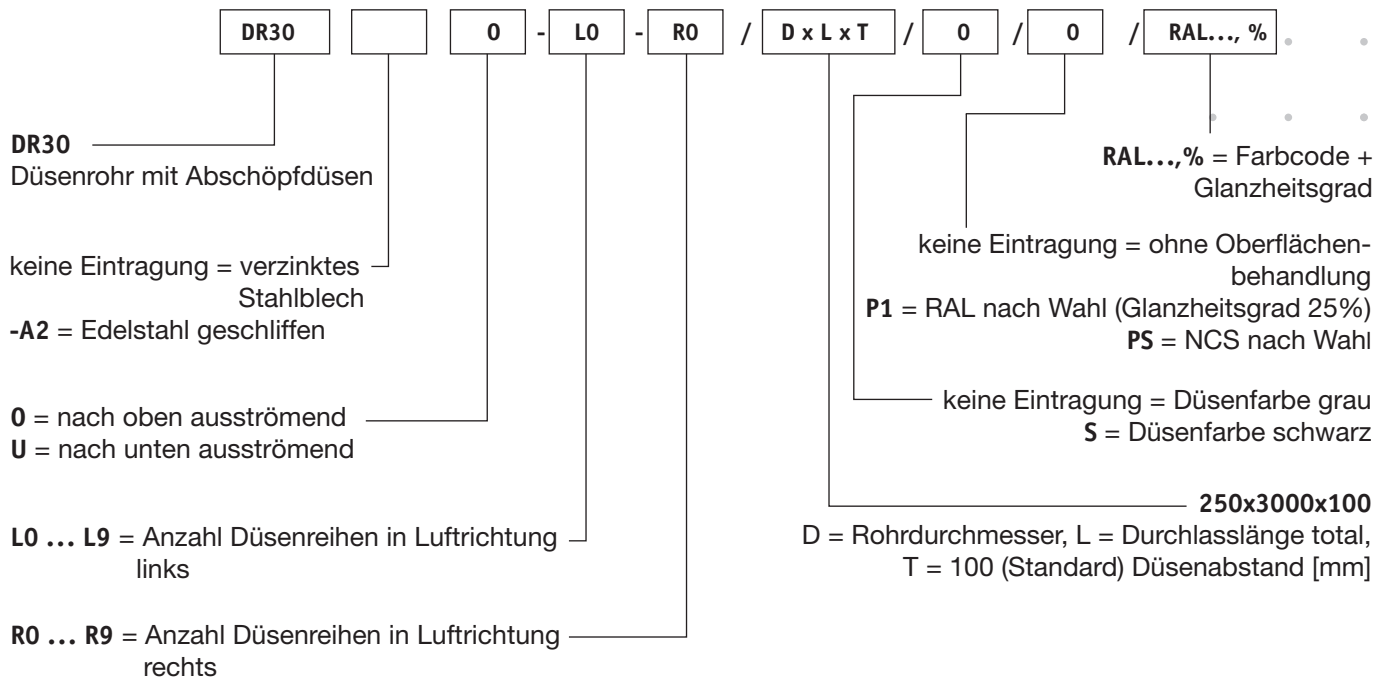 DR30 0 - L0 - R0 / D x L x T / 0 / 0 / RAL..., %
DR30
Düsenrohr mit Abschöpfdüsen
keine Eintragung = verzinktes
Stahlblech
-A2 = Edelstahl geschliffen
O = nach oben ausströmend
U = nach unten ausströmend
L0 ... L9 = Anzahl Düsenreihen in Luftrichtung
links
R0 ... R9 = Anzahl Düsenreihen in Luftrichtung
rechts
RAL...,% = Farbcode +
Glanzheitsgrad
keine Eintragung = ohne Oberflächen-
behandlung
P1 = RAL nach Wahl (Glanzheitsgrad 25%)
PS = NCS nach Wahl
keine Eintragung = Düsenfarbe grau
S = Düsenfarbe schwarz
250x3000x100
D = Rohrdurchmesser, L = Durchlasslänge total,
T = 100 (Standard) Düsenabstand [mm]